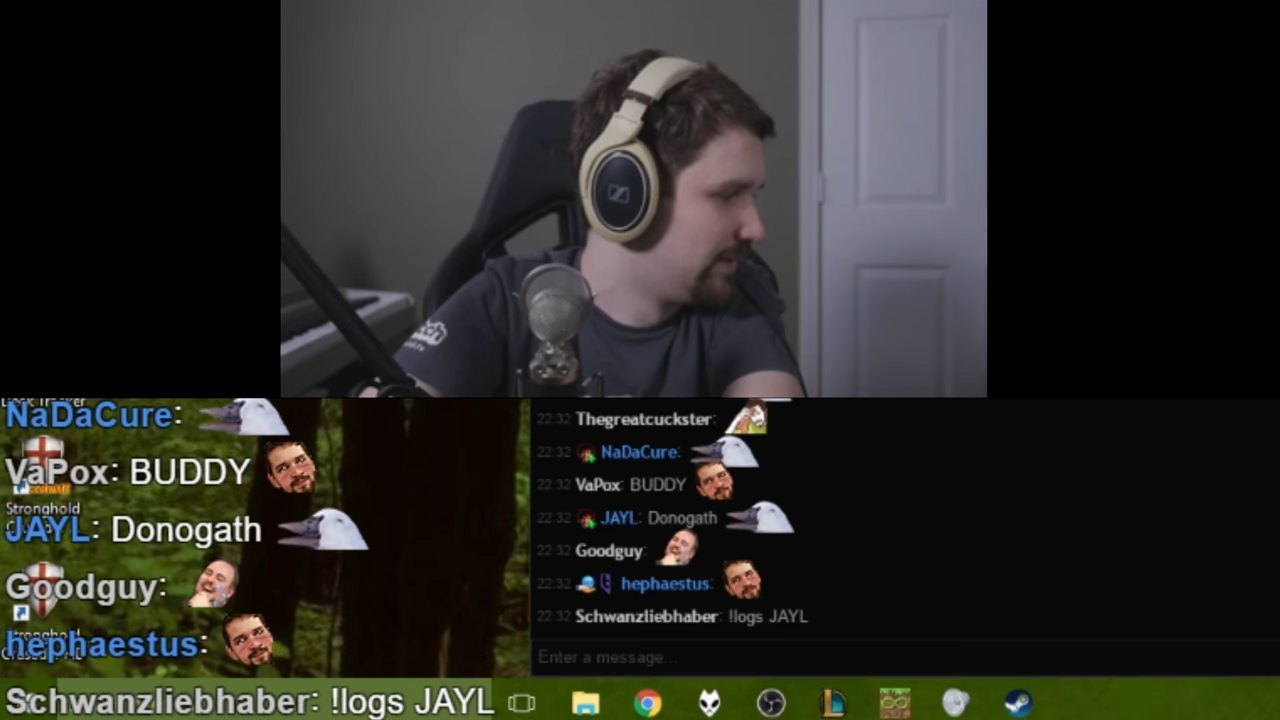 NaDaCure:
VaPox: BUDDY
Stronghold
JAYL: Donogath
Goodguy:
hephaestus:
Schwanzliebhaber: !logs JAYL
22:32 Thegreatcuckster:
22:32 NaDaCure:
22:32 VaPox: BUDDY
22:32 JAYL: Donogath
22:32 Goodguy:
22:32 hephaestus:
22:32 Schwanzliebhaber: !logs JAYL
Enter a message...